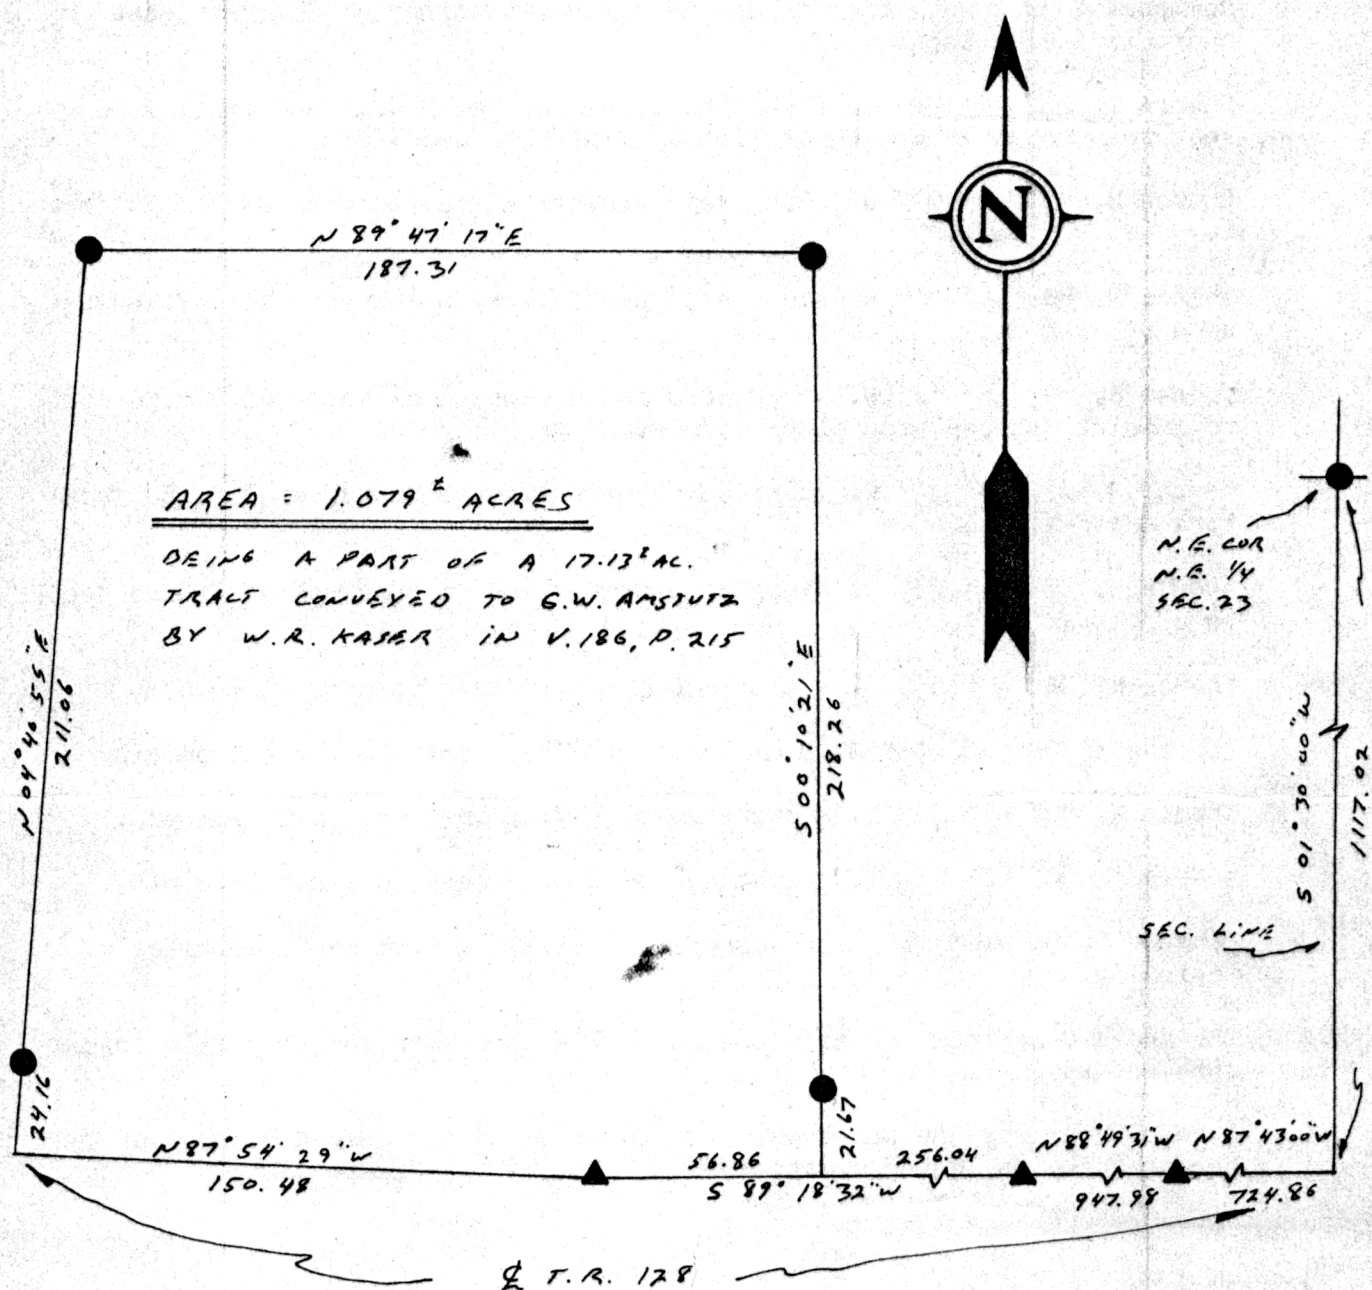 N 89° 47' 17" E
187.31
N
AREA = 1.079± ACRES
BEING A PART OF A 17.13± AC.
TRACT CONVEYED TO G.W. AMSTUTZ
BY W.R. KASER IN V.186, P. 215
N 04° 40' 55" E
211.06
24.16
S 00° 10' 21" E
218.26
21.67
N.E. COR
N.E. 1/4
SEC. 23
S 01° 30' 00" W
1117.02
SEC. LINE
N 87° 54' 29" W
150.48
56.86
S 89° 18' 32" W
256.04
N 88° 49' 31" W
947.98
N 87° 43' 00" W
724.86
℄ T.R. 128